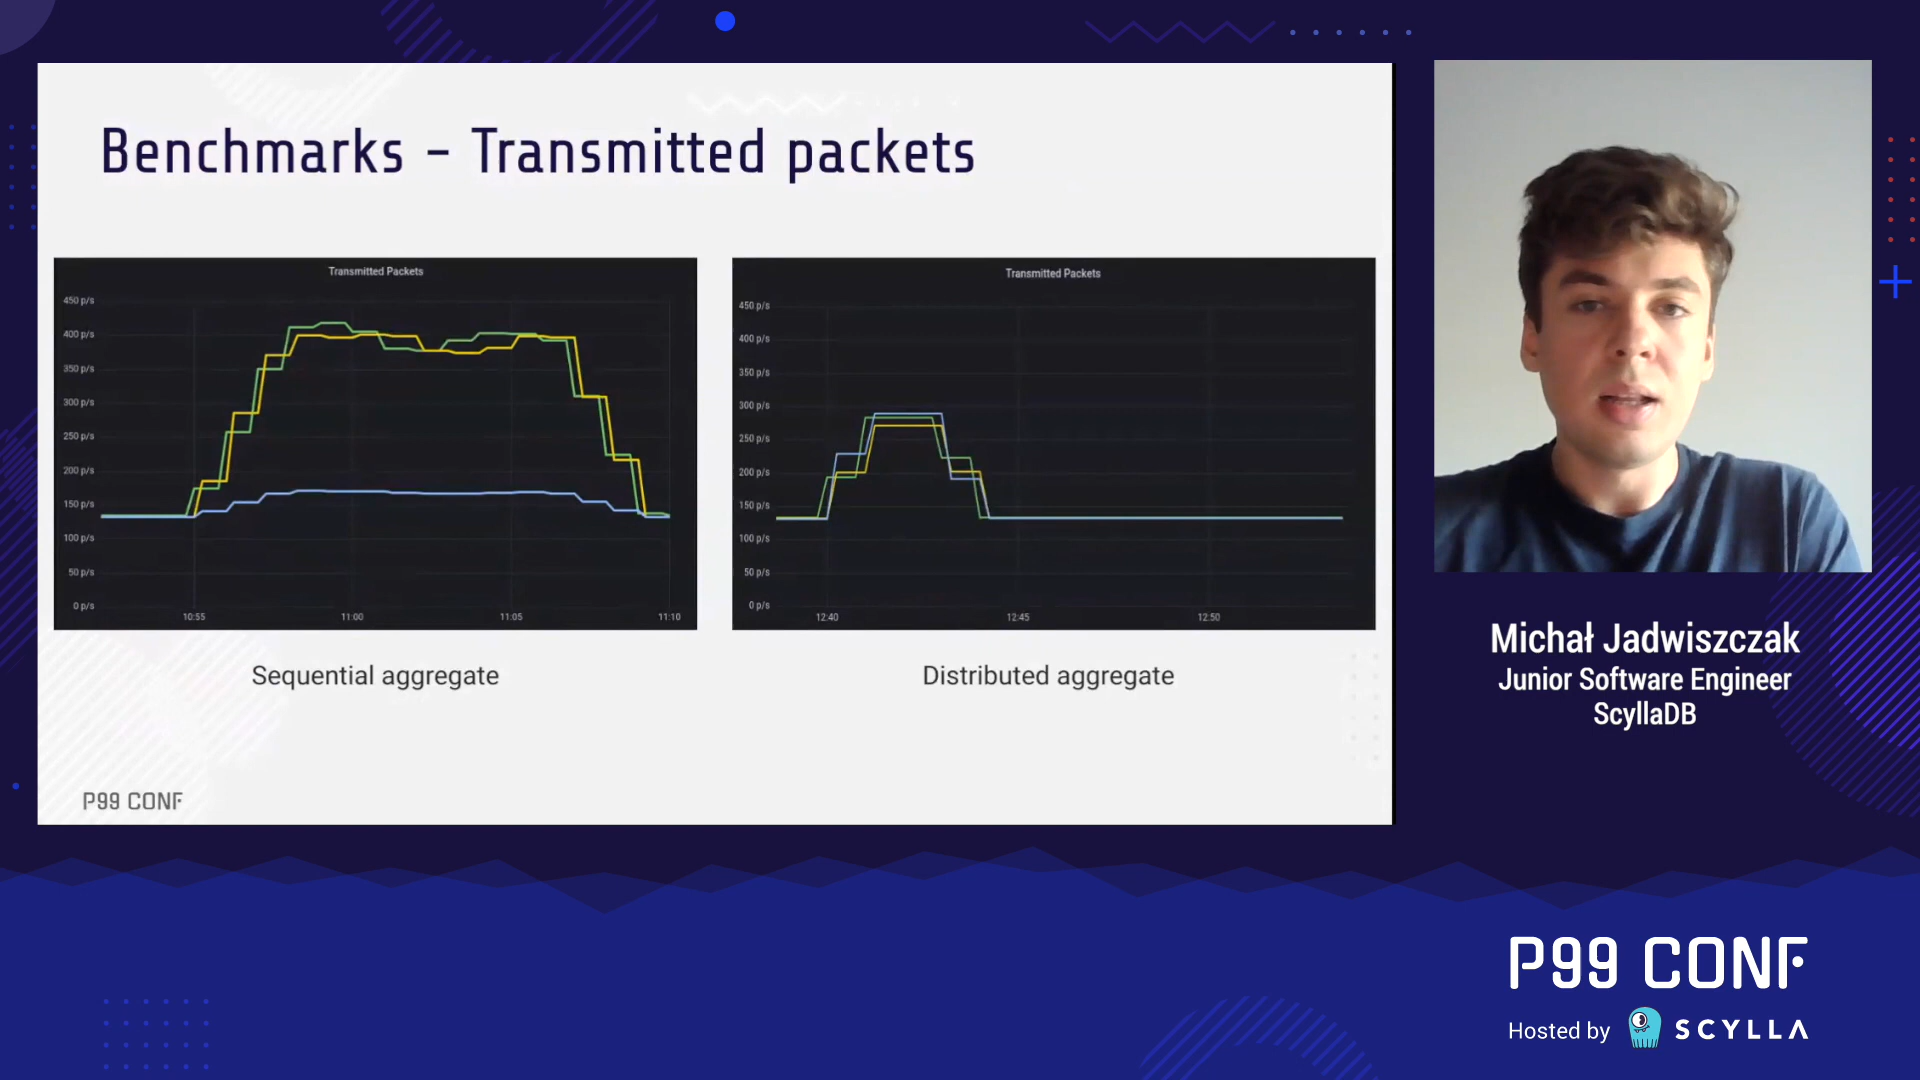 Benchmarks - Transmitted packets
Transmitted Packets
450 p/s
400 p/s
350 p/s
300 p/s
250 p/s
200 p/s
150 p/s
100 p/s
50 p/s
0 p/s
10:55 11:00 11:05 11:10
Sequential aggregate
Transmitted Packets
450 p/s
400 p/s
350 p/s
300 p/s
250 p/s
200 p/s
150 p/s
100 p/s
50 p/s
0 p/s
12:40 12:45 12:50
Distributed aggregate
P99 CONF
Michał Jadwiszczak
Junior Software Engineer
ScyllaDB
P99 CONF
Hosted by SCYLLA